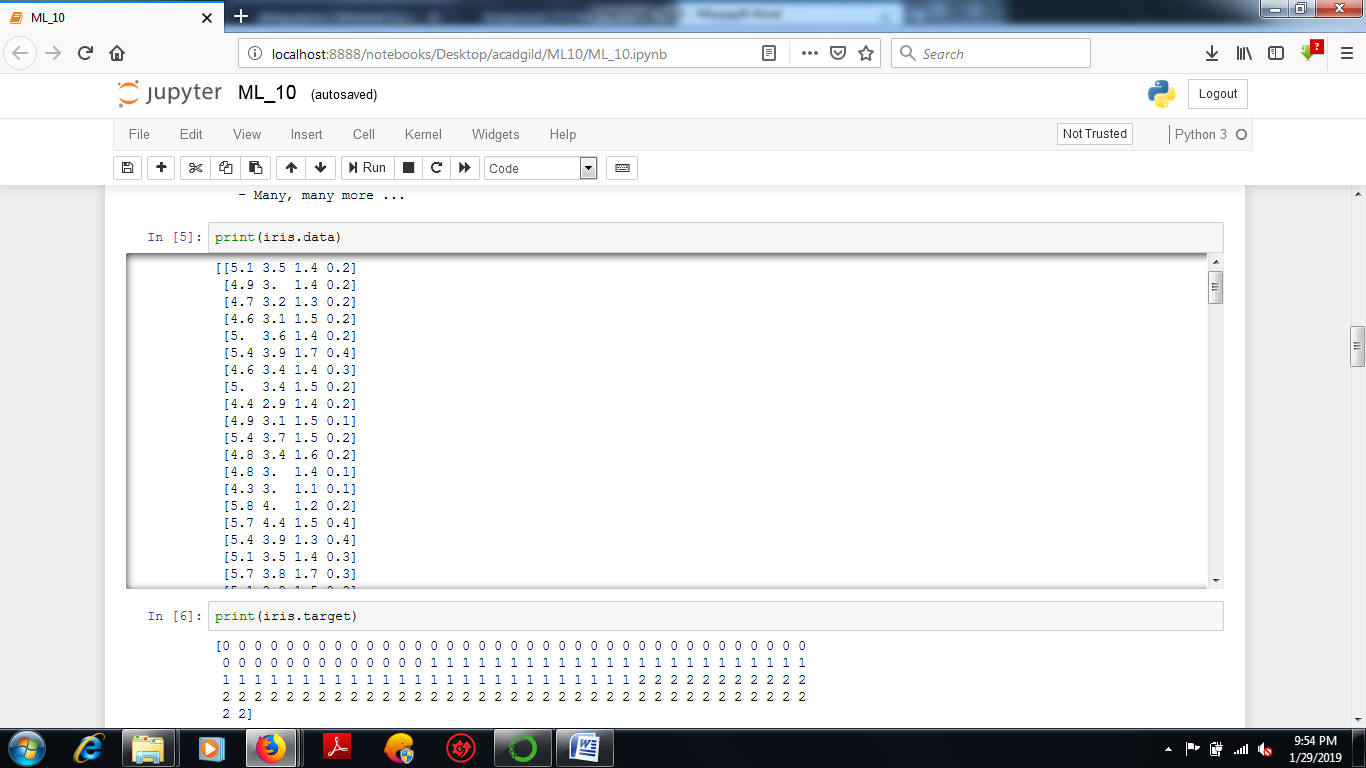 ML_10
localhost:8888/notebooks/Desktop/acadgild/ML10/ML_10.ipynb
Search
jupyter ML_10 (autosaved)
Logout
File Edit View Insert Cell Kernel Widgets Help
Not Trusted
Python 3
Run
Code
- Many, many more ...
In [5]: print(iris.data)
[[5.1 3.5 1.4 0.2]
[4.9 3. 1.4 0.2]
[4.7 3.2 1.3 0.2]
[4.6 3.1 1.5 0.2]
[5. 3.6 1.4 0.2]
[5.4 3.9 1.7 0.4]
[4.6 3.4 1.4 0.3]
[5. 3.4 1.5 0.2]
[4.4 2.9 1.4 0.2]
[4.9 3.1 1.5 0.1]
[5.4 3.7 1.5 0.2]
[4.8 3.4 1.6 0.2]
[4.8 3. 1.4 0.1]
[4.3 3. 1.1 0.1]
[5.8 4. 1.2 0.2]
[5.7 4.4 1.5 0.4]
[5.4 3.9 1.3 0.4]
[5.1 3.5 1.4 0.3]
[5.7 3.8 1.7 0.3]
In [6]: print(iris.target)
[0 0 0 0 0 0 0 0 0 0 0 0 0 0 0 0 0 0 0 0 0 0 0 0 0 0 0 0 0 0 0 0 0 0 0 0 0
0 0 0 0 0 0 0 0 0 0 0 0 0 1 1 1 1 1 1 1 1 1 1 1 1 1 1 1 1 1 1 1 1 1 1 1 1
1 1 1 1 1 1 1 1 1 1 1 1 1 1 1 1 1 1 1 1 1 1 1 1 1 1 2 2 2 2 2 2 2 2 2 2 2
2 2 2 2 2 2 2 2 2 2 2 2 2 2 2 2 2 2 2 2 2 2 2 2 2 2 2 2 2 2 2 2 2 2 2 2 2
2 2]
9:54 PM
1/29/2019